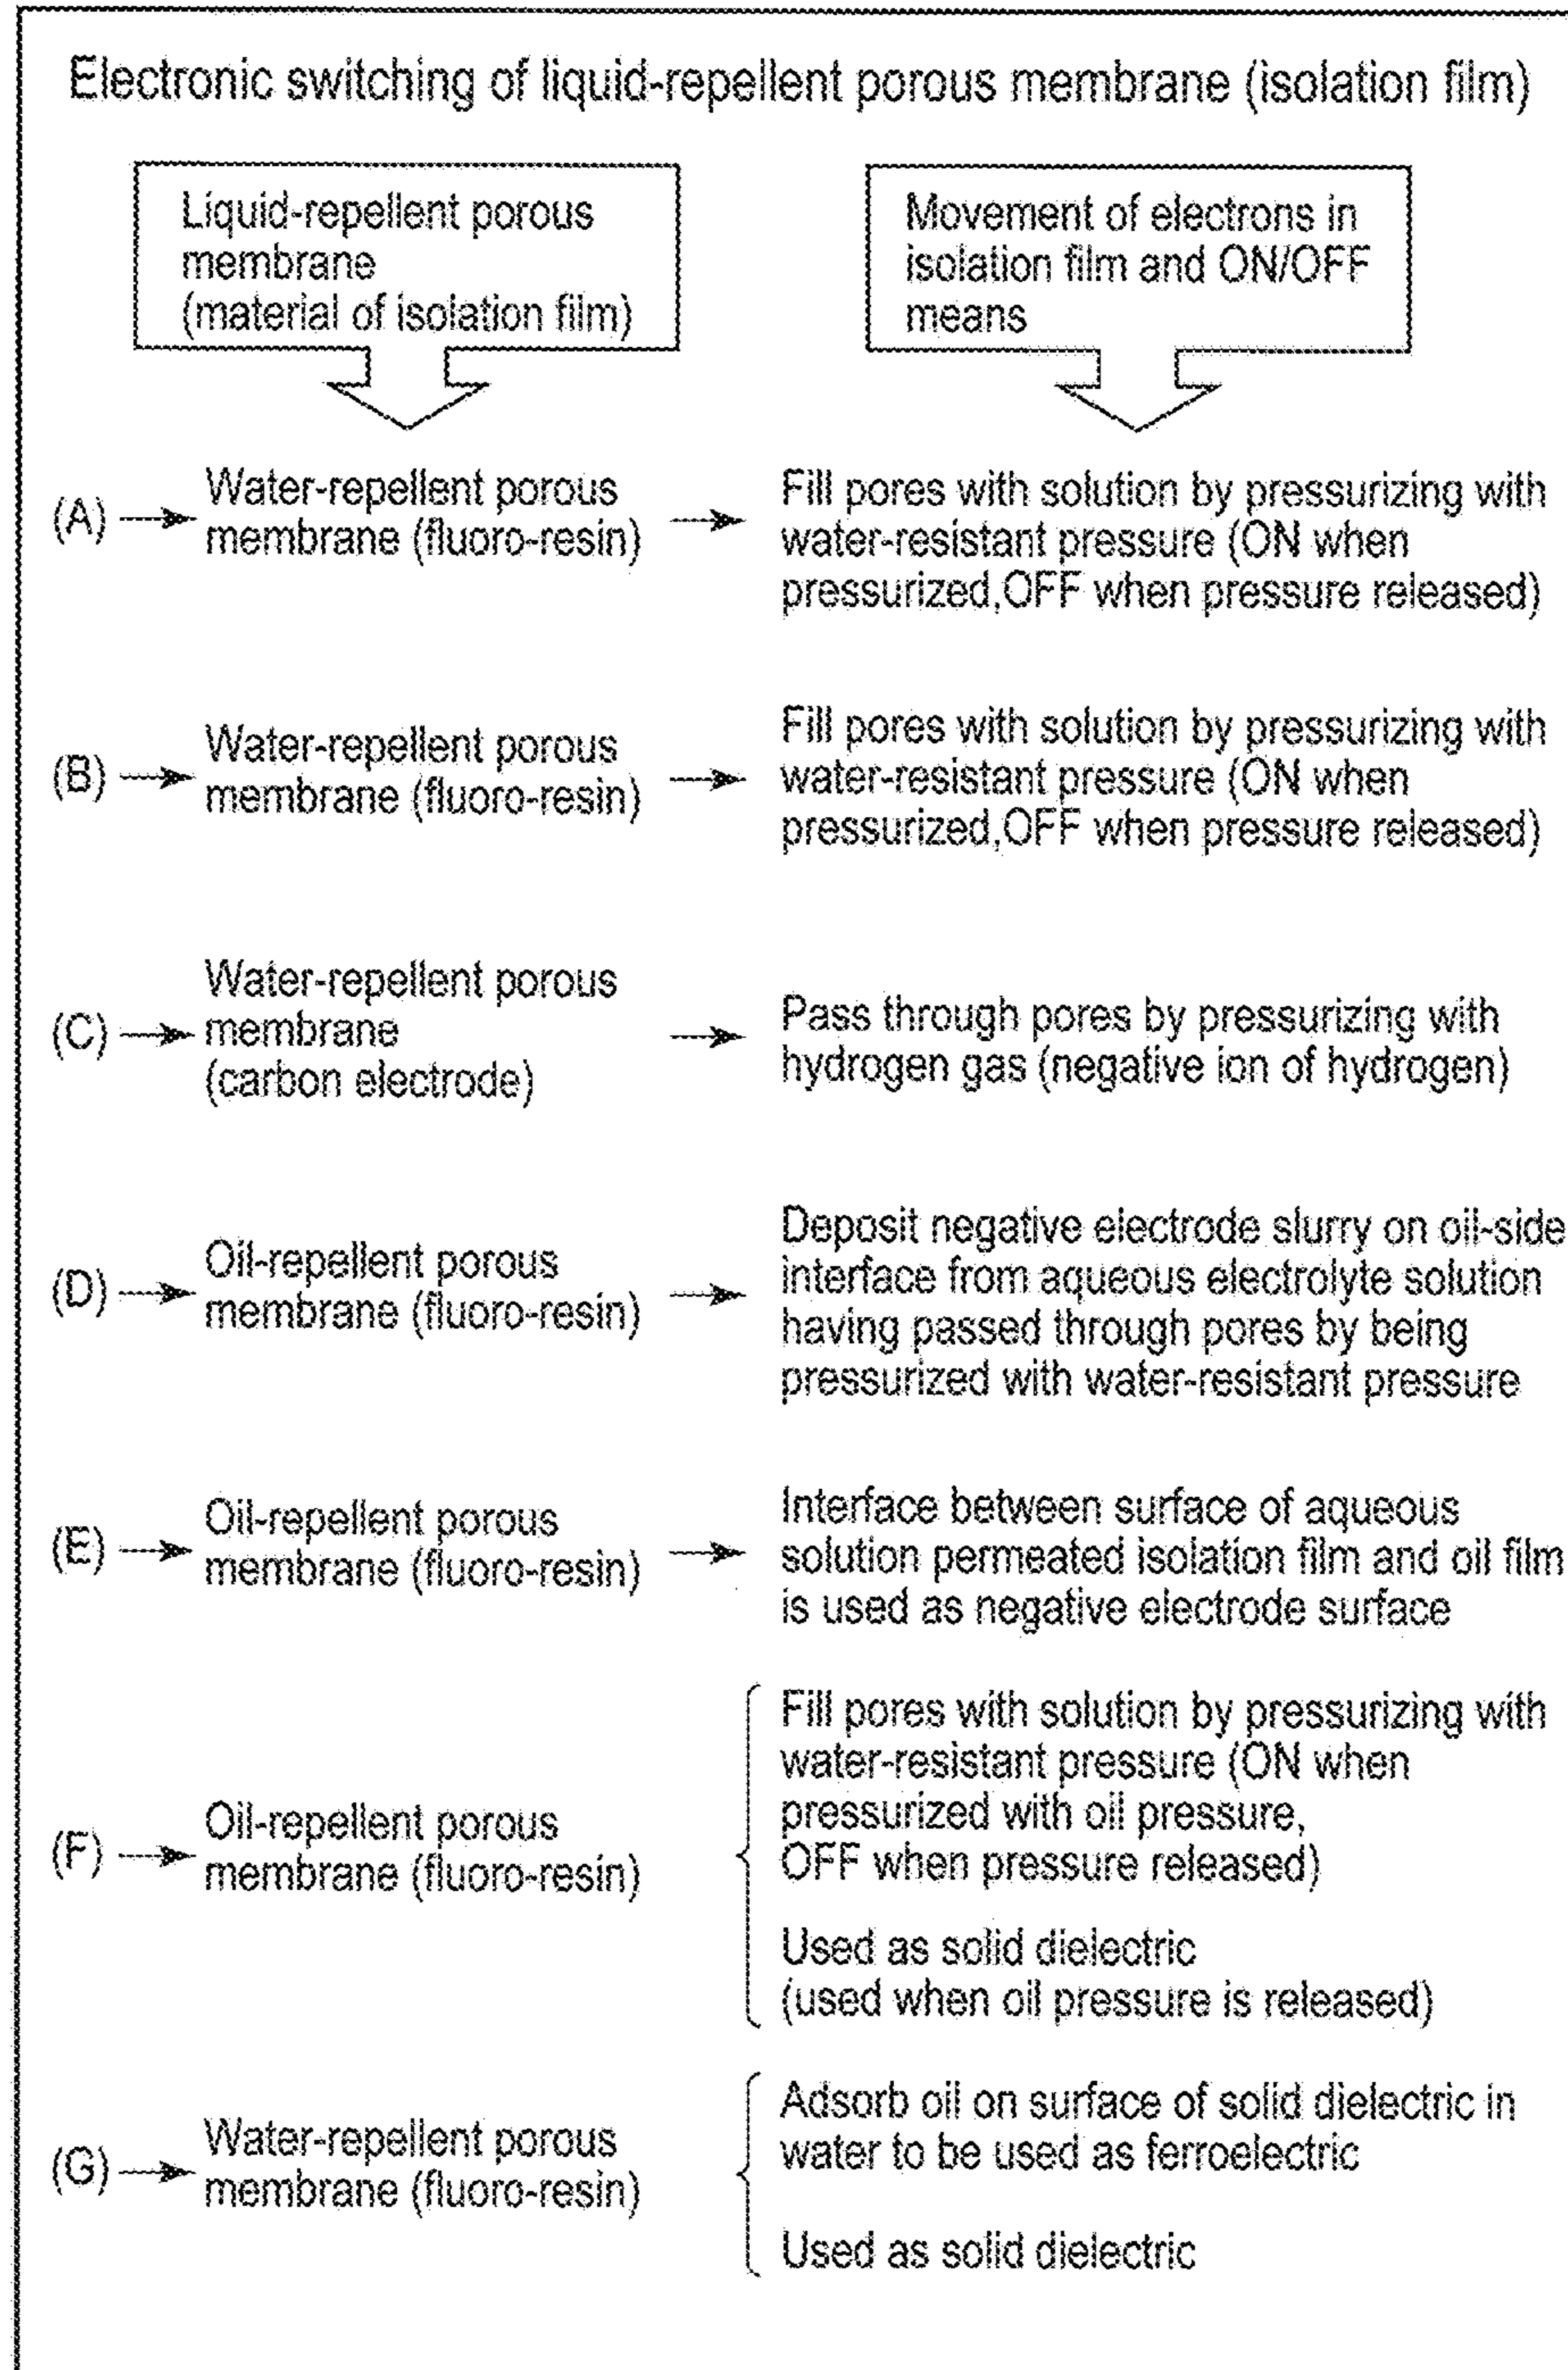 Electronic switching of liquid-repellent porous membrane (isolation film)
Liquid-repellent porous
membrane
(material of isolation film)
Movement of electrons in
isolation film and ON/OFF
means
(A)
Water-repellent porous
membrane (fluoro-resin)
Fill pores with solution by pressurizing with
water-resistant pressure (ON when
pressurized,OFF when pressure released)
(B)
Water-repellent porous
membrane (fluoro-resin)
Fill pores with solution by pressurizing with
water-resistant pressure (ON when
pressurized,OFF when pressure released)
(C)
Water-repellent porous
membrane
(carbon electrode)
Pass through pores by pressurizing with
hydrogen gas (negative ion of hydrogen)
(D)
Oil-repellent porous
membrane (fluoro-resin)
Deposit negative electrode slurry on oil-side
interface from aqueous electrolyte solution
having passed through pores by being
pressurized with water-resistant pressure
(E)
Oil-repellent porous
membrane (fluoro-resin)
Interface between surface of aqueous
solution permeated isolation film and oil film
is used as negative electrode surface
(F)
Oil-repellent porous
membrane (fluoro-resin)
Fill pores with solution by pressurizing with
water-resistant pressure (ON when
pressurized with oil pressure,
OFF when pressure released)
Used as solid dielectric
(used when oil pressure is released)
(G)
Water-repellent porous
membrane (fluoro-resin)
Adsorb oil on surface of solid dielectric in
water to be used as ferroelectric
Used as solid dielectric